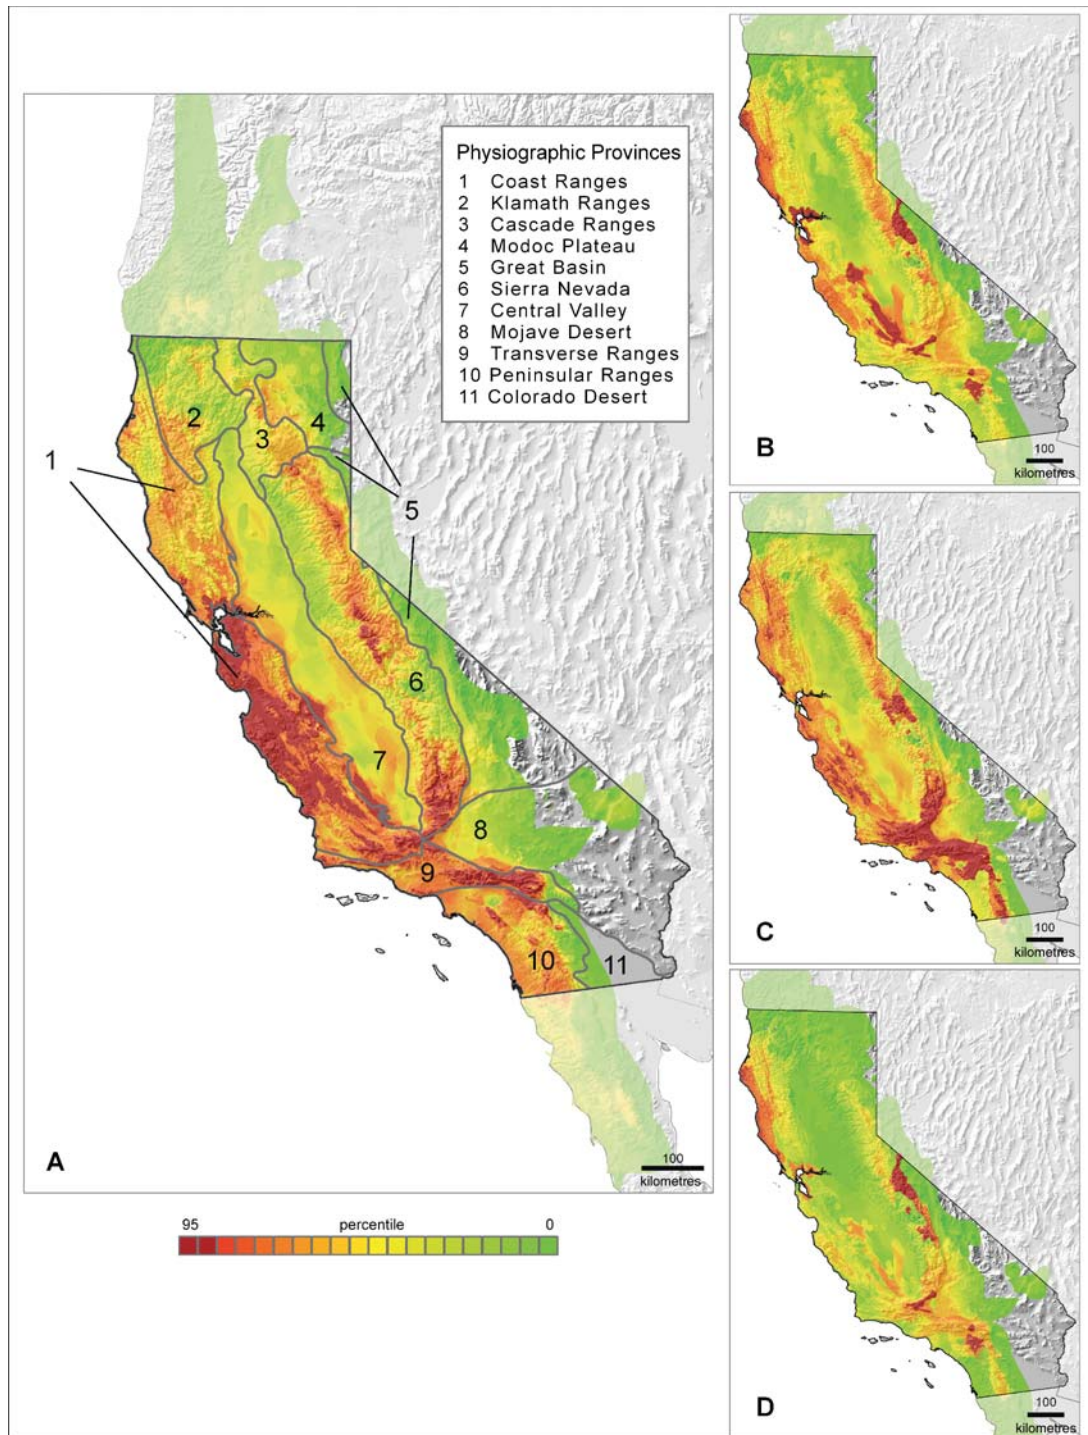 Physiographic Provinces
1 Coast Ranges
2 Klamath Ranges
3 Cascade Ranges
4 Modoc Plateau
5 Great Basin
6 Sierra Nevada
7 Central Valley
8 Mojave Desert
9 Transverse Ranges
10 Peninsular Ranges
11 Colorado Desert
2
3
4
1
5
6
7
8
9
10
11
A
100
kilometres
95 percentile 0
B
100
kilometres
C
100
kilometres
D
100
kilometres